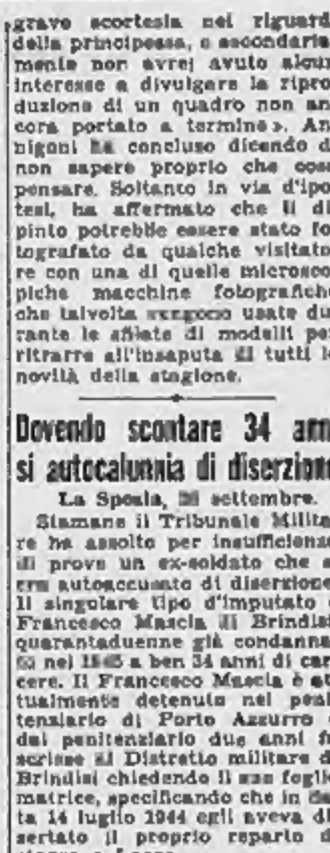 grave scortesia nei riguardi
della principessa, e secondaria-
mente non avrei avuto alcun
interesse a divulgare la ripro-
duzione di un quadro non an-
cora portato a termine ». An-
nigoni ha concluso dicendo d
non sapere proprio che cosa
pensare. Soltanto in via d'ipo
tesi, ha affermato che il di
pinto potrebbe essere stato fo
tografato da qualche visitato
re con una di quelle microsco
piche macchine fotografiche
che talvolta vengono usate du
rante le sfilate di modelli per
ritrarre all'insaputa di tutti le
novità della stagione.
Dovendo scontare 34 anni
si autocalunnia di diserzione
La Spezia, settembre.
Stamane il Tribunale Milita
re ha assolto per insufficienza
di prove un ex-soldato che s
era autoaccusato di diserzione
Il singolare tipo d'imputato è
Francesco Mascia di Brindisi
quarantaduenne già condanna
to nel a ben 34 anni di car
cere. Il Francesco Mascia è at
tualmente detenuto nel peni
tenziario di Porto Azzurro e
dal penitenziario due anni fa
scrisse al Distretto militare d
Brindisi chiedendo il suo foglio
matrice, specificando che in da
ta 14 luglio 1944 egli aveva di
sertato il proprio reparto d